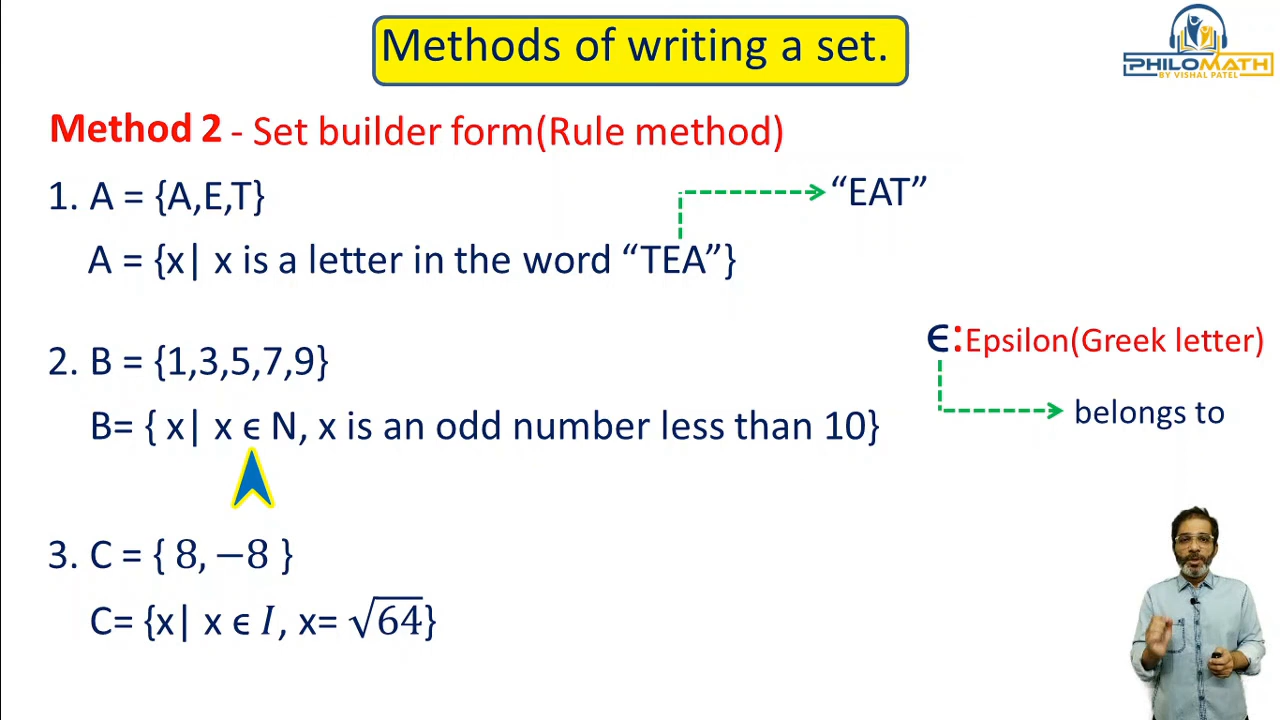 Methods of writing a set.
PHILOMATH
BY VISHAL PATEL
Method 2 - Set builder form(Rule method)
1. A = {A,E,T}
“EAT”
A = {x| x is a letter in the word “TEA”}
ϵ:Epsilon(Greek letter)
2. B = {1,3,5,7,9}
belongs to
B= { x| x ϵ N, x is an odd number less than 10}
3. C = { 8, −8 }
C= {x| x ϵ I, x= √64}